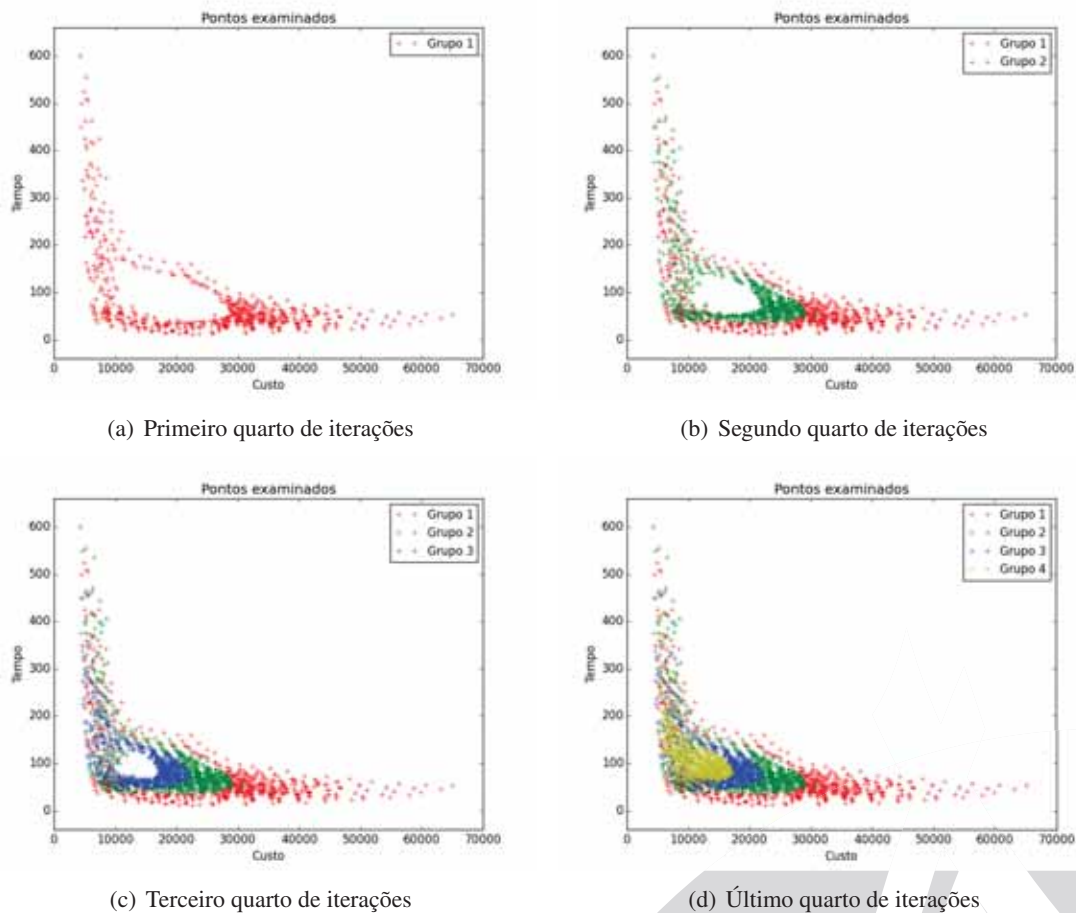 Pontos examinados
Grupo 1
600
500
400
300
200
100
0
Tempo
0 10000 20000 30000 40000 50000 60000 70000
Custo
(a) Primeiro quarto de iterações
Pontos examinados
Grupo 1
Grupo 2
600
500
400
300
200
100
0
Tempo
0 10000 20000 30000 40000 50000 60000 70000
Custo
(b) Segundo quarto de iterações
Pontos examinados
Grupo 1
Grupo 2
Grupo 3
600
500
400
300
200
100
0
Tempo
0 10000 20000 30000 40000 50000 60000 70000
Custo
(c) Terceiro quarto de iterações
Pontos examinados
Grupo 1
Grupo 2
Grupo 3
Grupo 4
600
500
400
300
200
100
0
Tempo
0 10000 20000 30000 40000 50000 60000 70000
Custo
(d) Último quarto de iterações